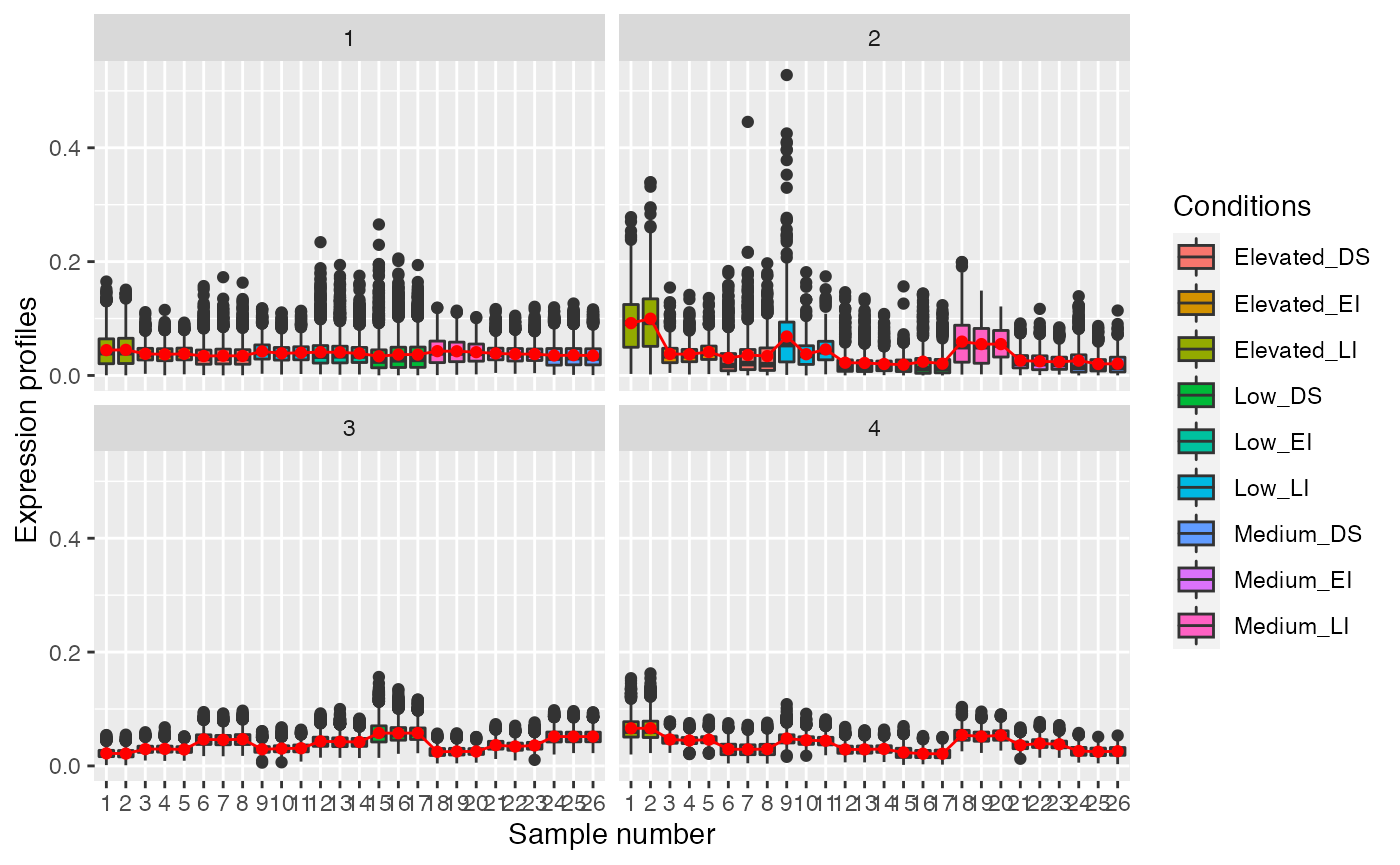 1 2
0.4
0.2
0.0
Expression profiles
3 4
0.4
0.2
0.0
1 2 3 4 5 6 7 8 9 10 11 12 13 14 15 16 17 18 19 20 21 22 23 24 25 26 1 2 3 4 5 6 7 8 9 10 11 12 13 14 15 16 17 18 19 20 21 22 23 24 25 26
Sample number
Conditions
Elevated_DS
Elevated_EI
Elevated_LI
Low_DS
Low_EI
Low_LI
Medium_DS
Medium_EI
Medium_LI